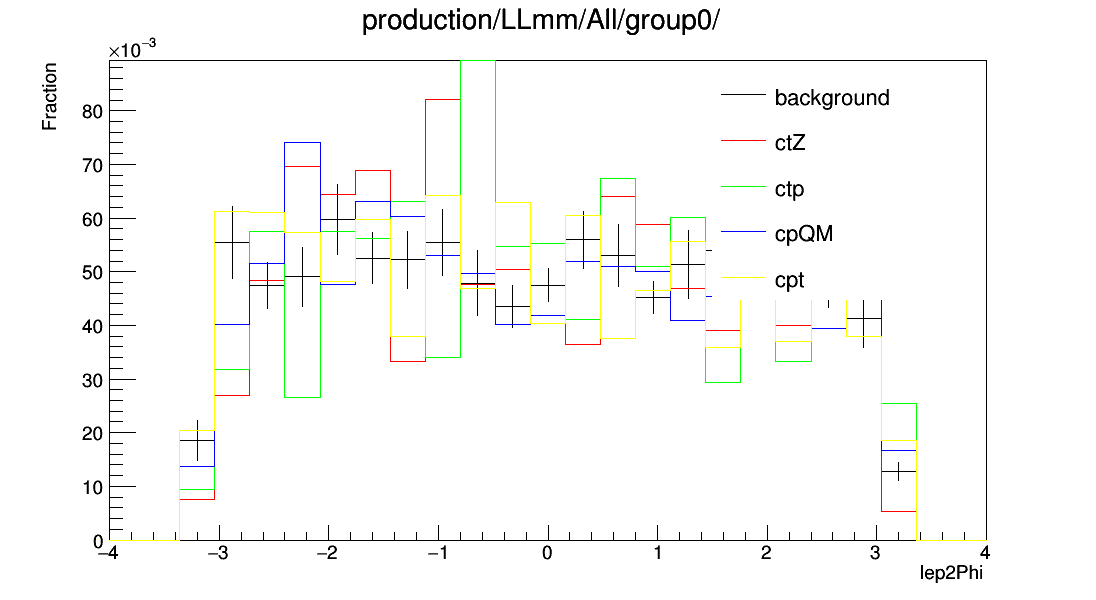 production/LLmm/All/group0/
×10⁻³
Fraction
background
ctZ
ctp
cpQM
cpt
80
70
60
50
40
30
20
10
0
−4 −3 −2 −1 0 1 2 3 4
lep2Phi